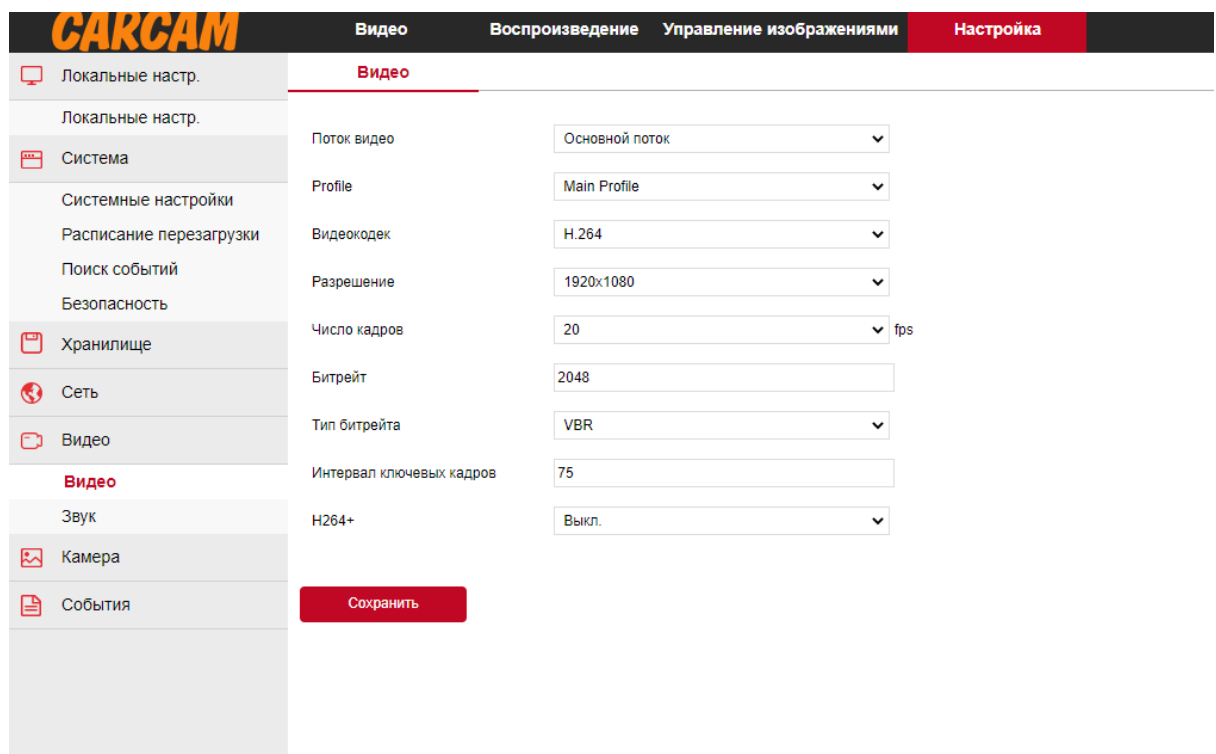 CARCAM
Видео Воспроизведение Управление изображениями Настройка
Локальные настр.
Локальные настр.
Система
Системные настройки
Расписание перезагрузки
Поиск событий
Безопасность
Хранилище
Сеть
Видео
Видео
Звук
Камера
События
Видео
Поток видео Основной поток
Profile Main Profile
Видеокодек H.264
Разрешение 1920x1080
Число кадров 20 fps
Битрейт 2048
Тип битрейта VBR
Интервал ключевых кадров 75
H264+ Выкл.
Сохранить